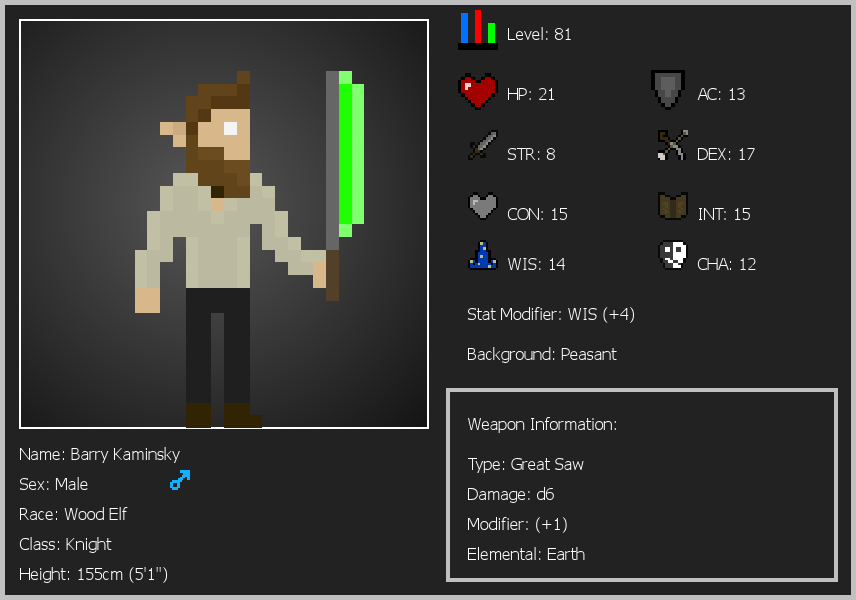 Level: 81
HP: 21
AC: 13
STR: 8
DEX: 17
CON: 15
INT: 15
WIS: 14
CHA: 12
Stat Modifier: WIS (+4)
Background: Peasant
Weapon Information:
Type: Great Saw
Damage: d6
Modifier: (+1)
Elemental: Earth
Name: Barry Kaminsky
Sex: Male
Race: Wood Elf
Class: Knight
Height: 155cm (5'1")